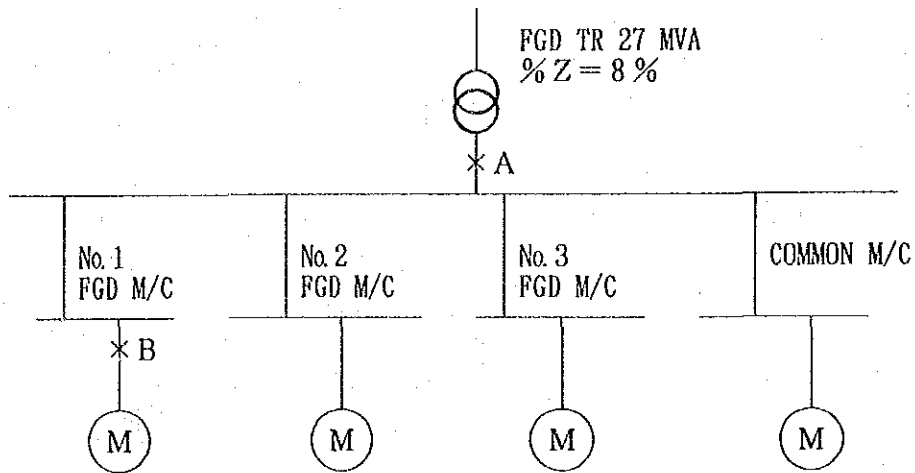 FGD TR 27 MVA
% Z = 8 %
A
No. 1
FGD M/C
No. 2
FGD M/C
No. 3
FGD M/C
COMMON M/C
B
M
M
M
M